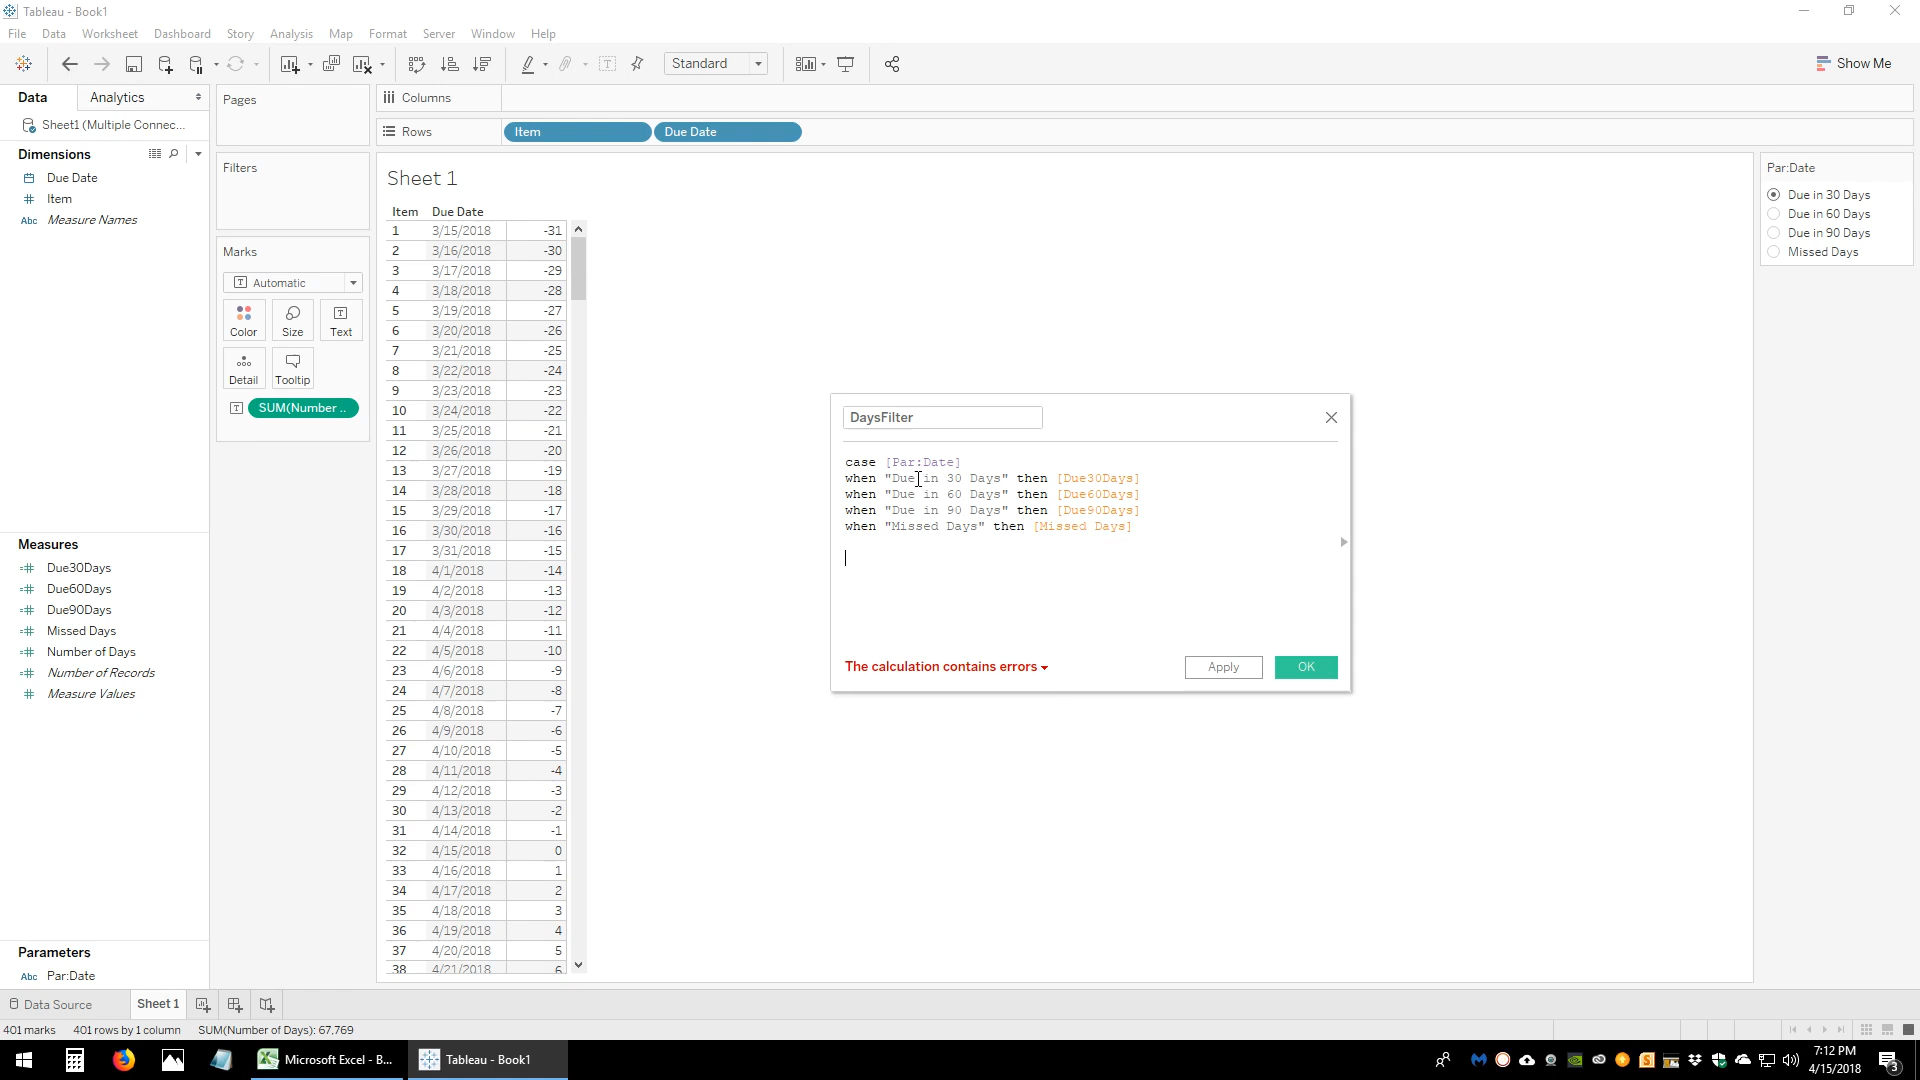 Tableau - Book1
File Data Worksheet Dashboard Story Analysis Map Format Server Window Help
Standard
Show Me
Data Analytics
Sheet1 (Multiple Connec...
Dimensions
Due Date
Item
Abc Measure Names
Measures
Due30Days
Due60Days
Due90Days
Missed Days
Number of Days
Number of Records
Measure Values
Parameters
Abc Par:Date
Pages
Filters
Marks
Automatic
Color Size Text
Detail Tooltip
SUM(Number ..
Columns
Rows Item Due Date
Sheet 1
Item Due Date
1 3/15/2018 -31
2 3/16/2018 -30
3 3/17/2018 -29
4 3/18/2018 -28
5 3/19/2018 -27
6 3/20/2018 -26
7 3/21/2018 -25
8 3/22/2018 -24
9 3/23/2018 -23
10 3/24/2018 -22
11 3/25/2018 -21
12 3/26/2018 -20
13 3/27/2018 -19
14 3/28/2018 -18
15 3/29/2018 -17
16 3/30/2018 -16
17 3/31/2018 -15
18 4/1/2018 -14
19 4/2/2018 -13
20 4/3/2018 -12
21 4/4/2018 -11
22 4/5/2018 -10
23 4/6/2018 -9
24 4/7/2018 -8
25 4/8/2018 -7
26 4/9/2018 -6
27 4/10/2018 -5
28 4/11/2018 -4
29 4/12/2018 -3
30 4/13/2018 -2
31 4/14/2018 -1
32 4/15/2018 0
33 4/16/2018 1
34 4/17/2018 2
35 4/18/2018 3
36 4/19/2018 4
37 4/20/2018 5
38 4/21/2018 6
DaysFilter
case [Par:Date]
when "Due in 30 Days" then [Due30Days]
when "Due in 60 Days" then [Due60Days]
when "Due in 90 Days" then [Due90Days]
when "Missed Days" then [Missed Days]
The calculation contains errors
Apply OK
Par:Date
Due in 30 Days
Due in 60 Days
Due in 90 Days
Missed Days
Data Source Sheet 1
401 marks 401 rows by 1 column SUM(Number of Days): 67,769
Microsoft Excel - B... Tableau - Book1
7:12 PM
4/15/2018
3